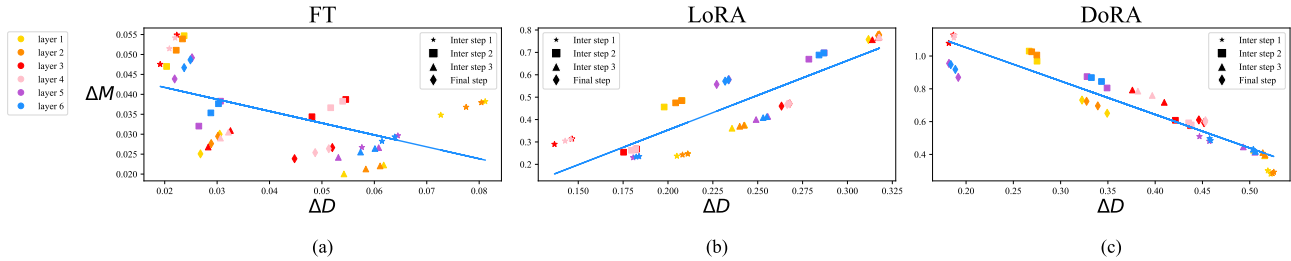 FT
LoRA
DoRA
layer 1
layer 2
layer 3
layer 4
layer 5
layer 6
ΔM
0.055
0.050
0.045
0.040
0.035
0.030
0.025
0.020
0.02
0.03
0.04
0.05
0.06
0.07
0.08
Inter step 1
Inter step 2
Inter step 3
Final step
ΔD
(a)
0.8
0.7
0.6
0.5
0.4
0.3
0.2
0.150
0.175
0.200
0.225
0.250
0.275
0.300
0.325
Inter step 1
Inter step 2
Inter step 3
Final step
ΔD
(b)
1.0
0.8
0.6
0.4
0.20
0.25
0.30
0.35
0.40
0.45
0.50
Inter step 1
Inter step 2
Inter step 3
Final step
ΔD
(c)